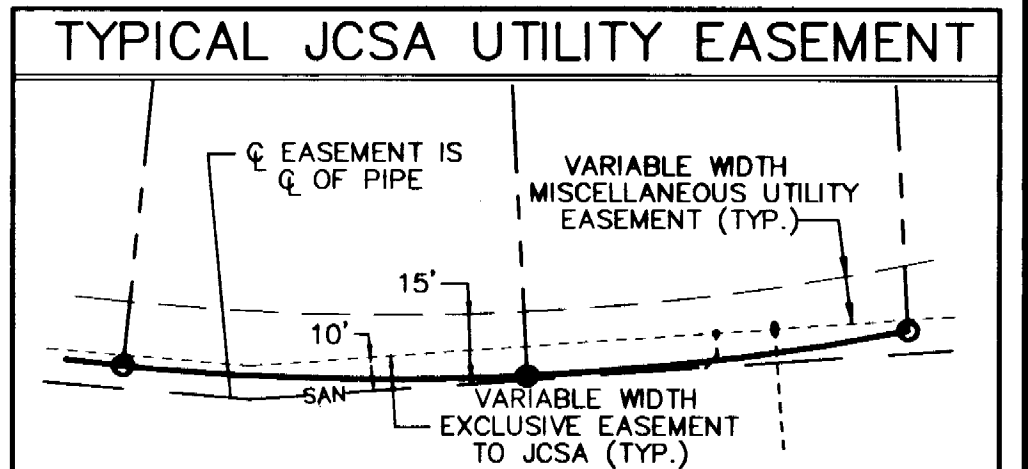 TYPICAL JCSA UTILITY EASEMENT
℄ EASEMENT IS
℄ OF PIPE
VARIABLE WIDTH
MISCELLANEOUS UTILITY
EASEMENT (TYP.)
15'
10'
SAN
VARIABLE WIDTH
EXCLUSIVE EASEMENT
TO JCSA (TYP.)